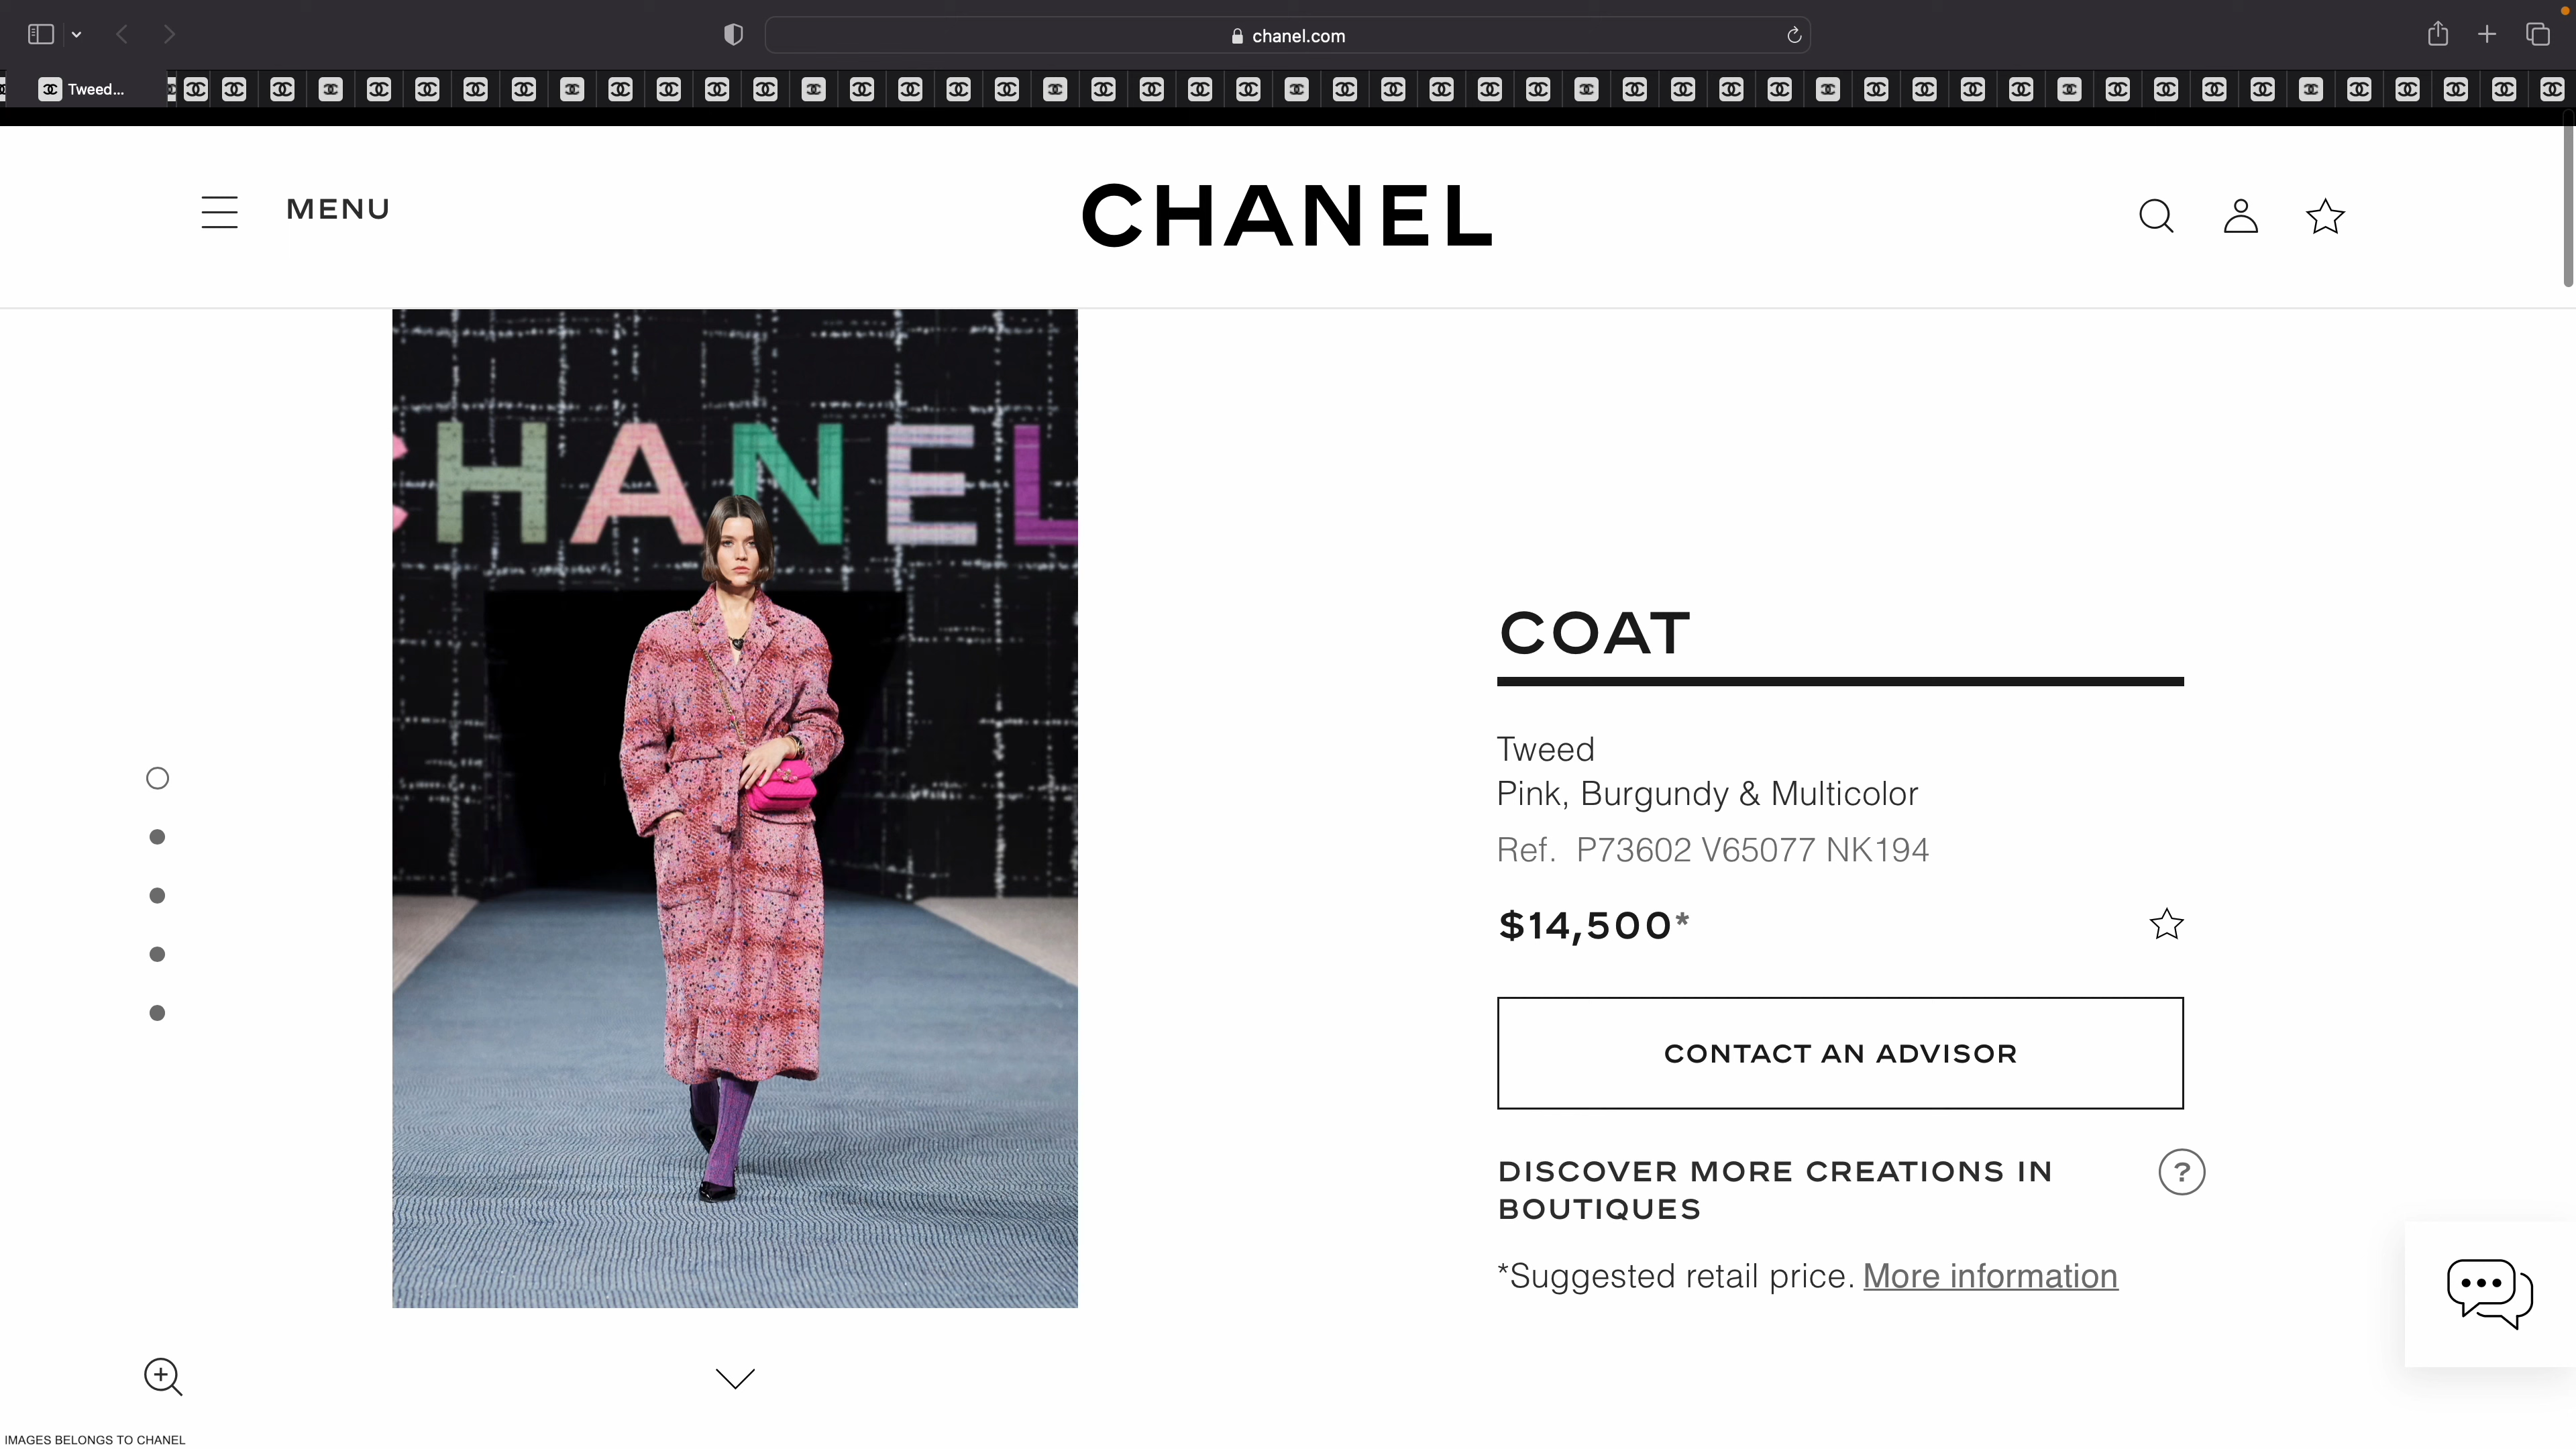 chanel.com
Tweed...
MENU
CHANEL
CHANEL
COAT
Tweed
Pink, Burgundy & Multicolor
Ref. P73602 V65077 NK194
$14,500*
CONTACT AN ADVISOR
DISCOVER MORE CREATIONS IN
BOUTIQUES
?
*Suggested retail price. More information
IMAGES BELONGS TO CHANEL